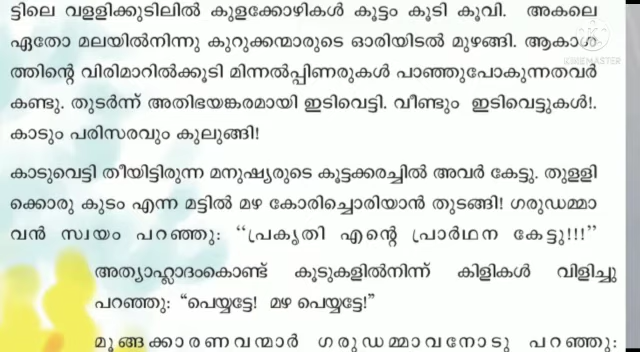 ട്ടിലെ വള്ളിക്കുടിലിൽ കുളക്കോഴികൾ കൂട്ടം കൂടി കൂവി. അകലെ
ഏതോ മലയിൽനിന്നു കുറുക്കന്മാരുടെ ഓരിയിടൽ മുഴങ്ങി. ആകാശ
ത്തിന്റെ വിരിമാറിൽക്കൂടി മിന്നൽപ്പിണരുകൾ പാഞ്ഞുപോകുന്നതവർ
കണ്ടു. തുടർന്ന് അതിഭയങ്കരമായി ഇടിവെട്ടി. വീണ്ടും ഇടിവെട്ടുകൾ!.
കാടും പരിസരവും കുലുങ്ങി!
കാടുവെട്ടി തീയിട്ടിരുന്ന മനുഷ്യരുടെ കൂട്ടക്കരച്ചിൽ അവർ കേട്ടു. തുള്ളി
ക്കൊരു കുടം എന്ന മട്ടിൽ മഴ കോരിച്ചൊരിയാൻ തുടങ്ങി! ഗരുഡമ്മാ
വൻ സ്വയം പറഞ്ഞു: “പ്രകൃതി എന്റെ പ്രാർഥന കേട്ടു!!!”
അത്യാഹ്ലാദംകൊണ്ട് കൂടുകളിൽനിന്ന് കിളികൾ വിളിച്ചു
പറഞ്ഞു: “പെയ്യട്ടേ! മഴ പെയ്യട്ടേ!”
മൂങ്ങക്കാരണവന്മാർ ഗരുഡമ്മാവനോടു പറഞ്ഞു:
KINEMASTER